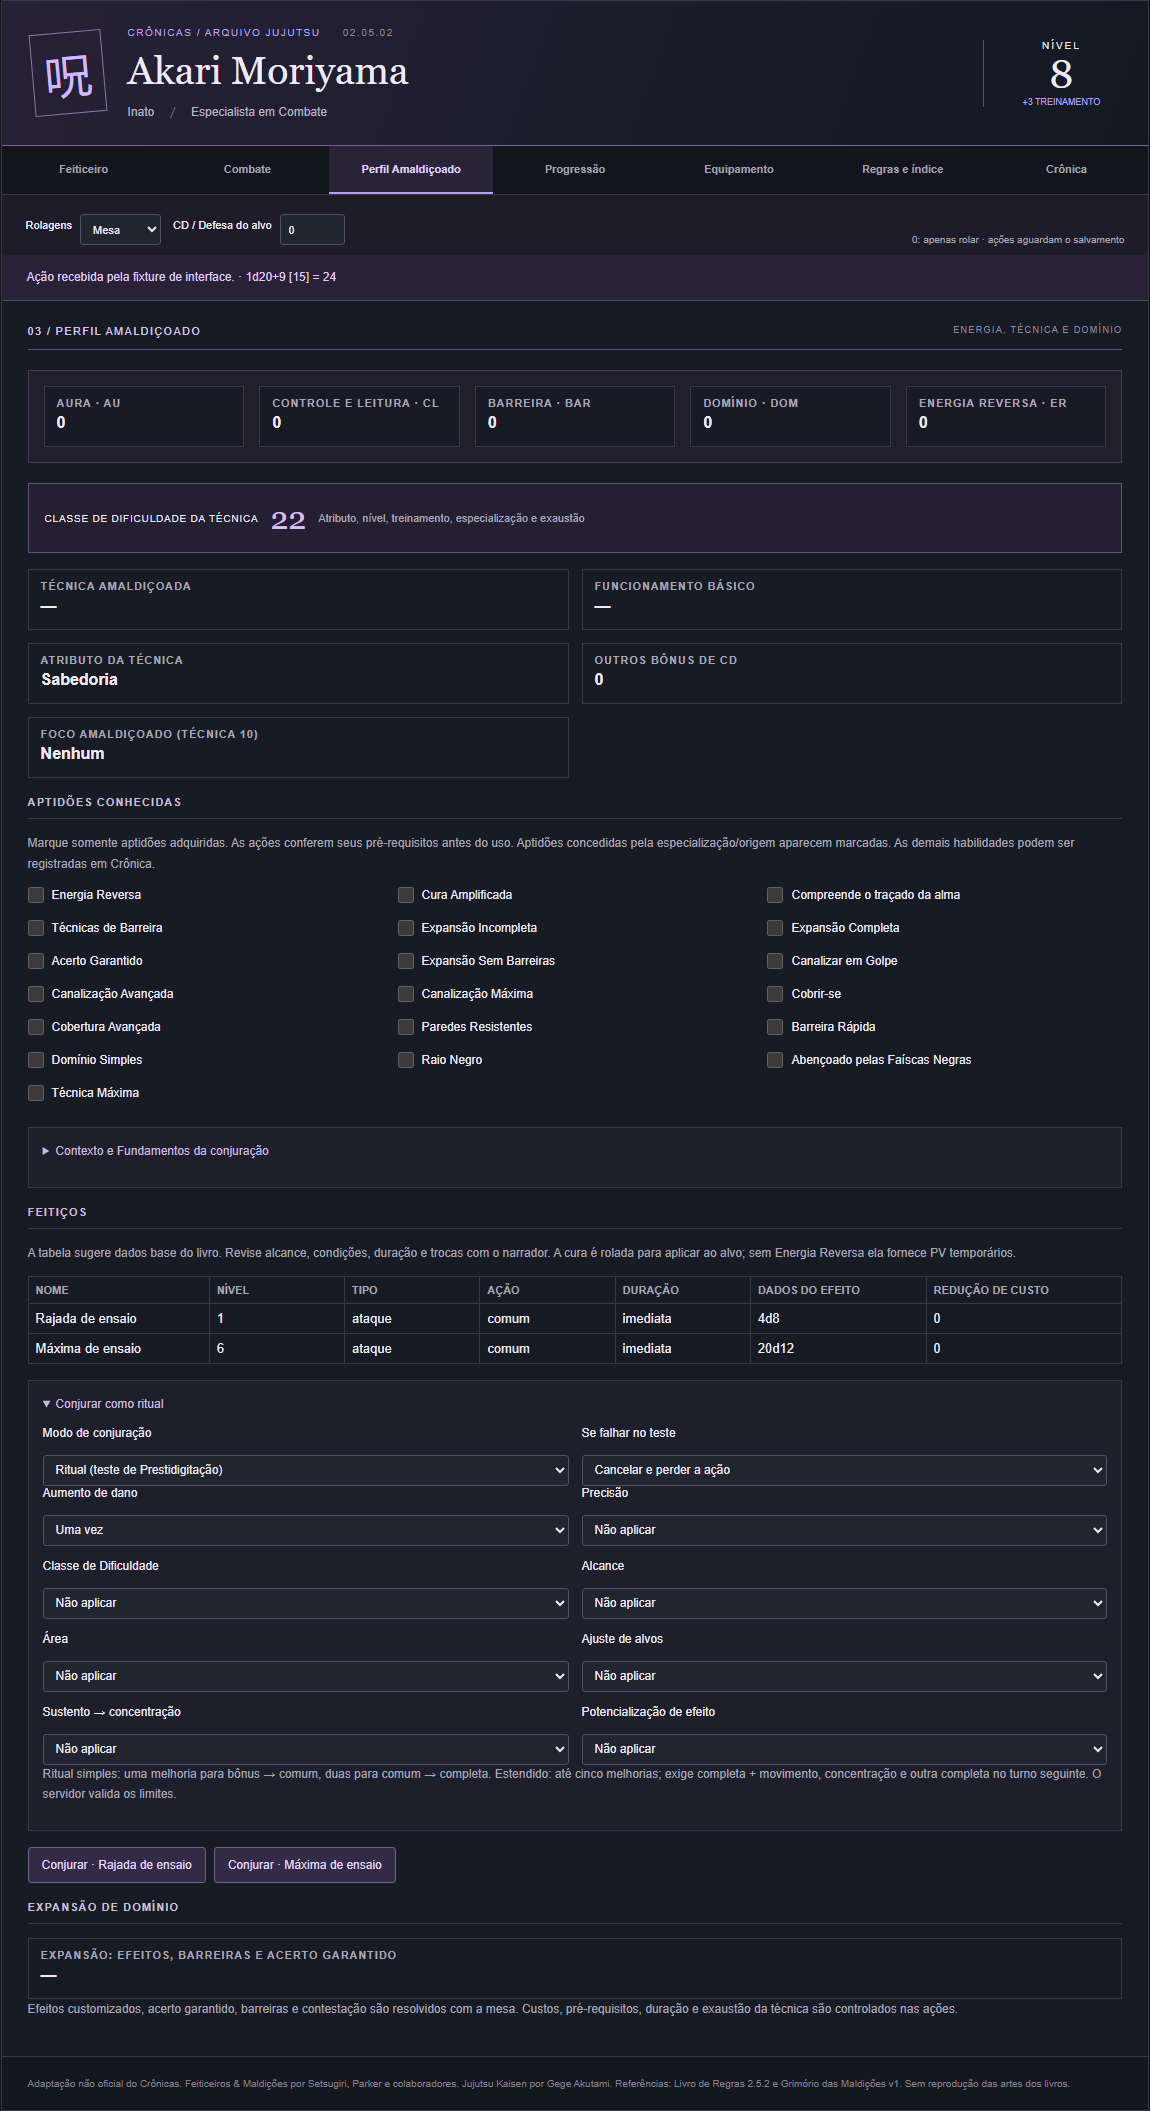 呪
CRÔNICAS / ARQUIVO JUJUTSU 02.05.02
Akari Moriyama
Inato / Especialista em Combate
NÍVEL
8
+3 TREINAMENTO
Feiticeiro Combate Perfil Amaldiçoado Progressão Equipamento Regras e índice Crônica
Rolagens Mesa CD / Defesa do alvo 0
0: apenas rolar · ações aguardam o salvamento
Ação recebida pela fixture de interface. · 1d20+9 [15] = 24
03 / PERFIL AMALDIÇOADO ENERGIA, TÉCNICA E DOMÍNIO
AURA · AU CONTROLE E LEITURA · CL BARREIRA · BAR DOMÍNIO · DOM ENERGIA REVERSA · ER
0 0 0 0 0
CLASSE DE DIFICULDADE DA TÉCNICA 22 Atributo, nível, treinamento, especialização e exaustão
TÉCNICA AMALDIÇOADA FUNCIONAMENTO BÁSICO
— —
ATRIBUTO DA TÉCNICA OUTROS BÔNUS DE CD
Sabedoria 0
FOCO AMALDIÇOADO (TÉCNICA 10)
Nenhum
APTIDÕES CONHECIDAS
Marque somente aptidões adquiridas. As ações conferem seus pré-requisitos antes do uso. Aptidões concedidas pela especialização/origem aparecem marcadas. As demais habilidades podem ser
registradas em Crônica.
Energia Reversa Cura Amplificada Compreende o traçado da alma
Técnicas de Barreira Expansão Incompleta Expansão Completa
Acerto Garantido Expansão Sem Barreiras Canalizar em Golpe
Canalização Avançada Canalização Máxima Cobrir-se
Cobertura Avançada Paredes Resistentes Barreira Rápida
Domínio Simples Raio Negro Abençoado pelas Faíscas Negras
Técnica Máxima
▶ Contexto e Fundamentos da conjuração
FEITIÇOS
A tabela sugere dados base do livro. Revise alcance, condições, duração e trocas com o narrador. A cura é rolada para aplicar ao alvo; sem Energia Reversa ela fornece PV temporários.
NOME NÍVEL TIPO AÇÃO DURAÇÃO DADOS DO EFEITO REDUÇÃO DE CUSTO
Rajada de ensaio 1 ataque comum imediata 4d8 0
Máxima de ensaio 6 ataque comum imediata 20d12 0
▼ Conjurar como ritual
Modo de conjuração Se falhar no teste
Ritual (teste de Prestidigitação) Cancelar e perder a ação
Aumento de dano Precisão
Uma vez Não aplicar
Classe de Dificuldade Alcance
Não aplicar Não aplicar
Área Ajuste de alvos
Não aplicar Não aplicar
Sustento → concentração Potencialização de efeito
Não aplicar Não aplicar
Ritual simples: uma melhoria para bônus → comum, duas para comum → completa. Estendido: até cinco melhorias; exige completa + movimento, concentração e outra completa no turno seguinte. O
servidor valida os limites.
Conjurar · Rajada de ensaio Conjurar · Máxima de ensaio
EXPANSÃO DE DOMÍNIO
EXPANSÃO: EFEITOS, BARREIRAS E ACERTO GARANTIDO
—
Efeitos customizados, acerto garantido, barreiras e contestação são resolvidos com a mesa. Custos, pré-requisitos, duração e exaustão da técnica são controlados nas ações.
Adaptação não oficial do Crônicas. Feiticeiros & Maldições por Setsugiri, Parker e colaboradores. Jujutsu Kaisen por Gege Akutami. Referências: Livro de Regras 2.5.2 e Grimório das Maldições v1. Sem reprodução das artes dos livros.